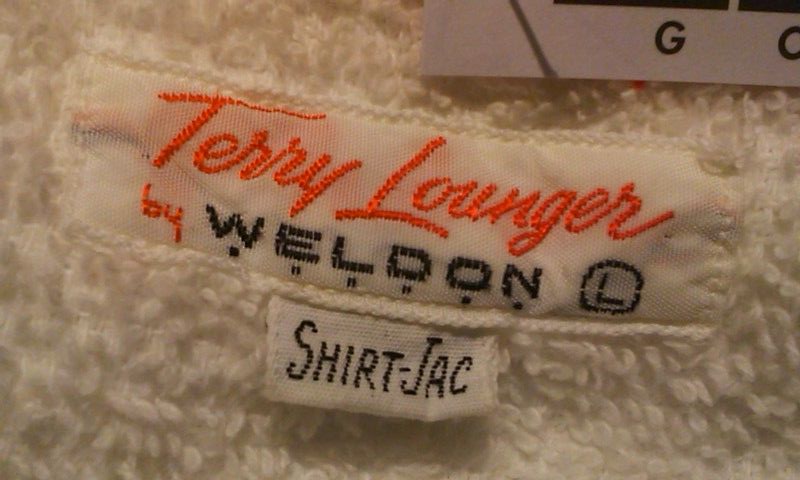 G C
Terry Lounger
by WELDON L
SHIRT-JAC